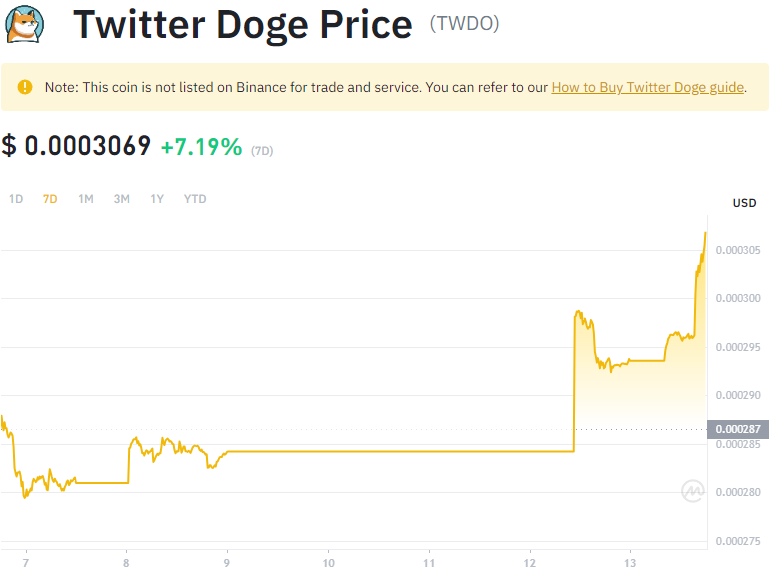 Twitter Doge Price (TWDO)
Note: This coin is not listed on Binance for trade and service. You can refer to our How to Buy Twitter Doge guide.
$ 0.0003069 +7.19% (7D)
1D 7D 1M 3M 1Y YTD
USD
0.000305
0.000300
0.000295
0.000290
0.000287
0.000285
0.000280
0.000275
7 8 9 10 11 12 13